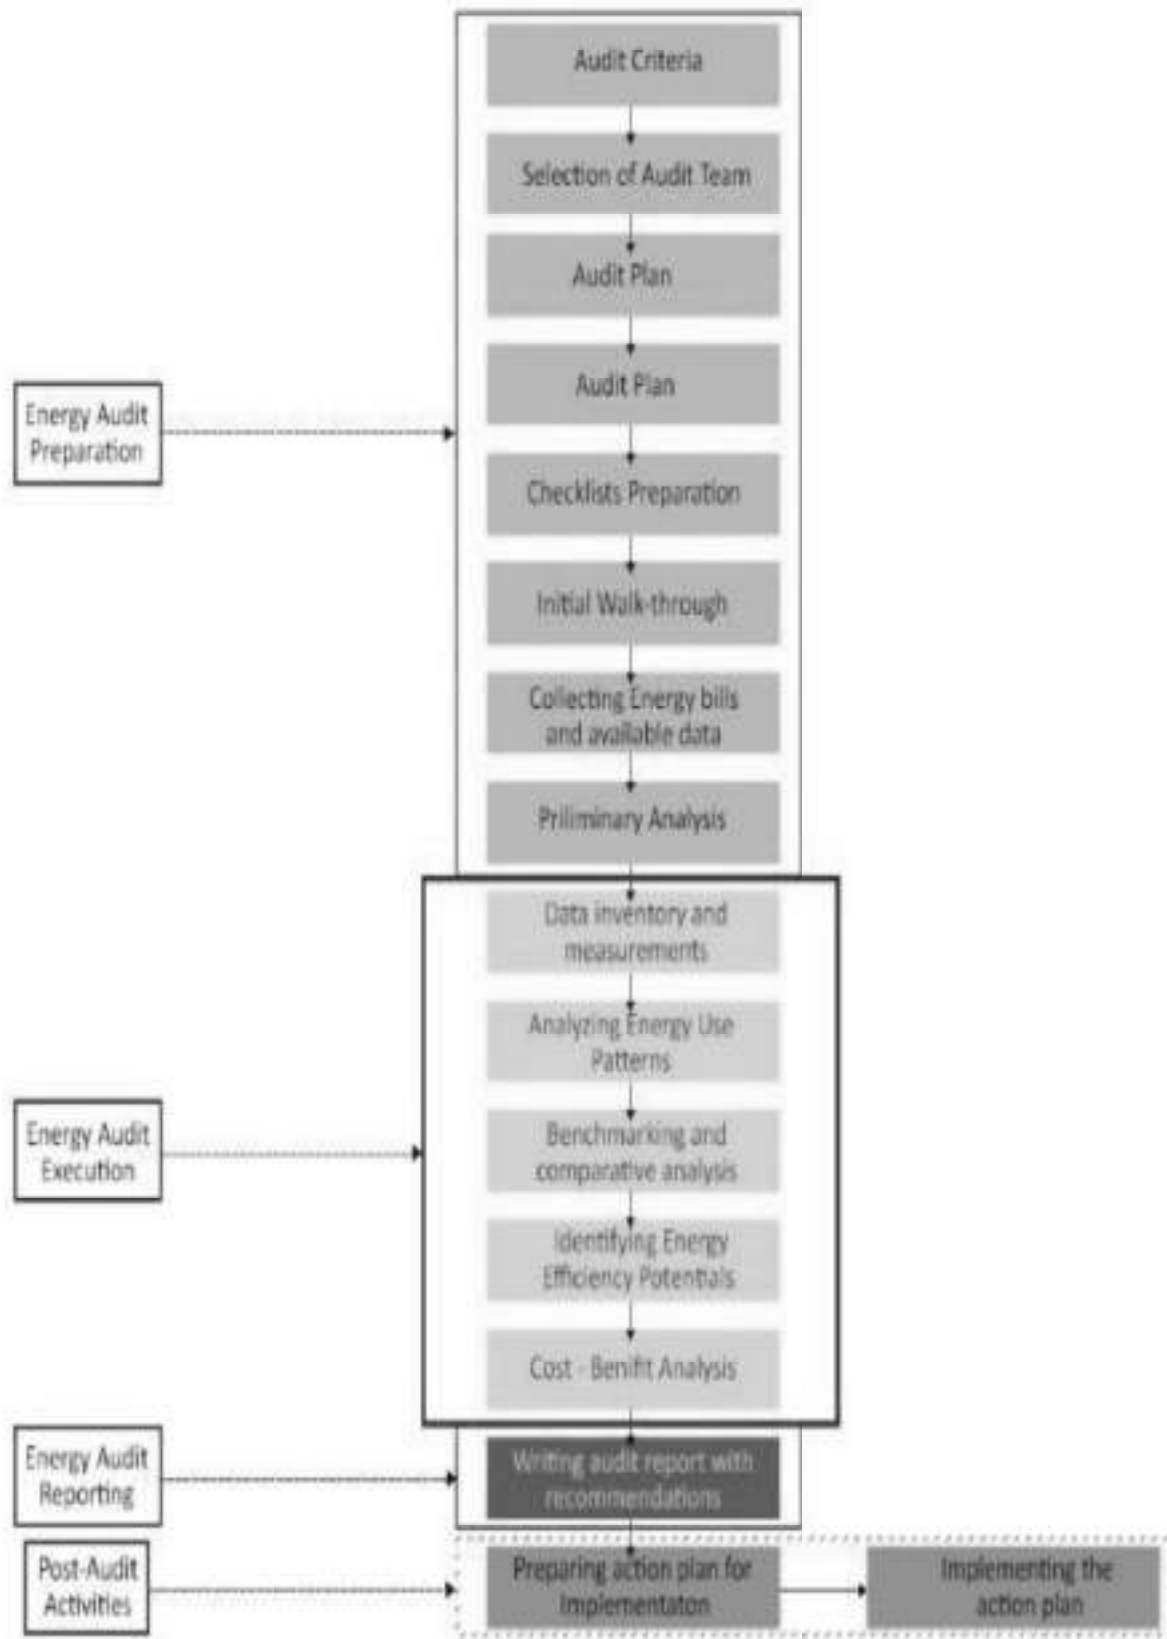 Audit Criteria
Selection of Audit Team
Audit Plan
Audit Plan
Energy Audit
Preparation
Checklists Preparation
Initial Walk-through
Collecting Energy bills
and available data
Priliminary Analysis
Data inventory and
measurements
Analyzing Energy Use
Patterns
Energy Audit
Execution
Benchmarking and
comparative analysis
Identifying Energy
Efficiency Potentials
Cost - Benifit Analysis
Energy Audit
Reporting
Writing audit report with
recommendations
Post-Audit
Activities
Preparing action plan for
Implementaton
Implementing the
action plan